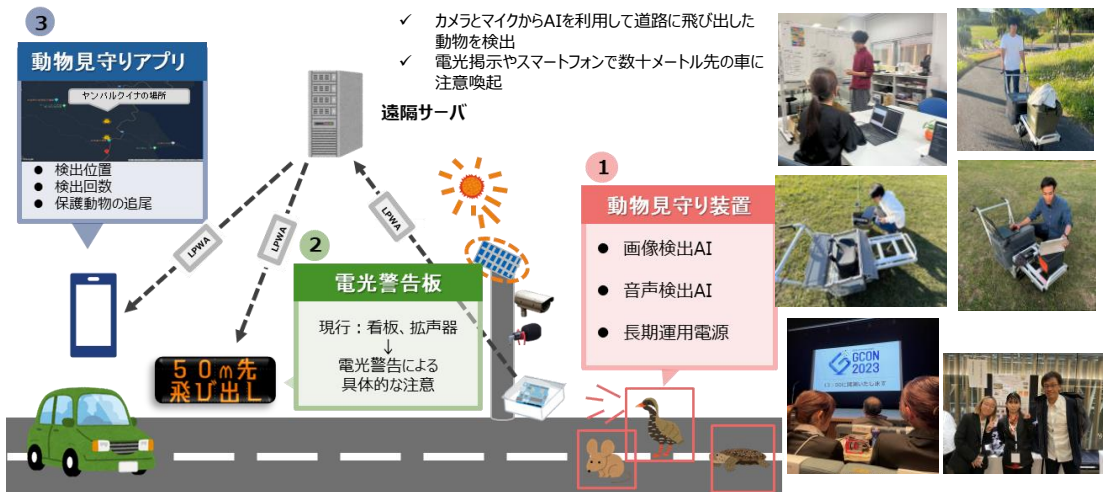 ✓ カメラとマイクからAIを利用して道路に飛び出した
動物を検出
✓ 電光掲示やスマートフォンで数十メートル先の車に
注意喚起
3
動物見守りアプリ
ヤンバルクイナの場所
● 検出位置
● 検出回数
● 保護動物の追尾
遠隔サーバ
LPWA
LPWA
LPWA
2
電光警告板
現行：看板、拡声器
↓
電光警告による
具体的な注意
50m先
飛び出し
1
動物見守り装置
● 画像検出AI
● 音声検出AI
● 長期運用電源
GCON
2023